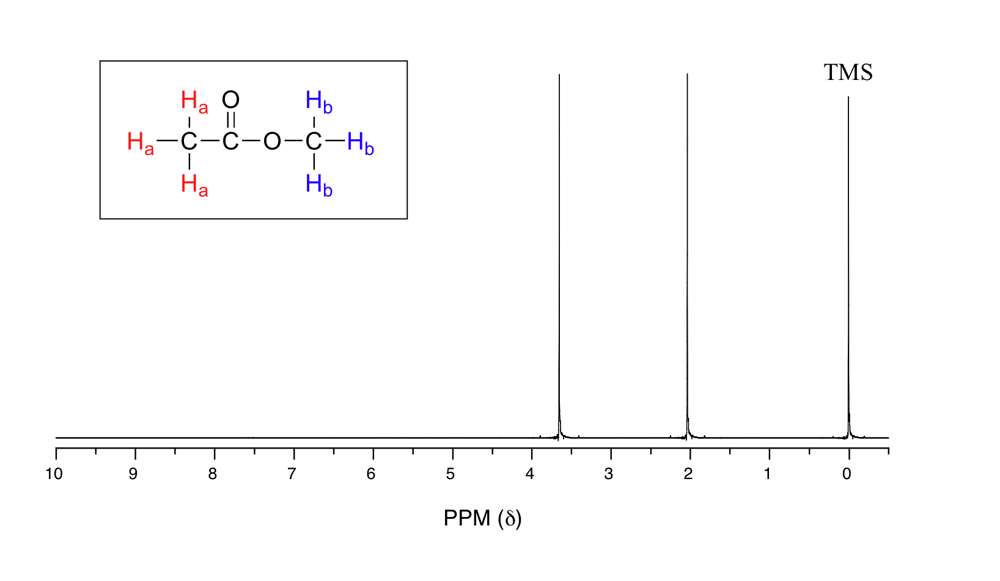 TMS
Ha O Hb
Ha C C O C Hb
Ha Hb
10 9 8 7 6 5 4 3 2 1 0
PPM (δ)